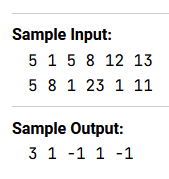 Sample Input:
5 1 5 8 12 13
5 8 1 23 1 11
Sample Output:
3 1 -1 1 -1